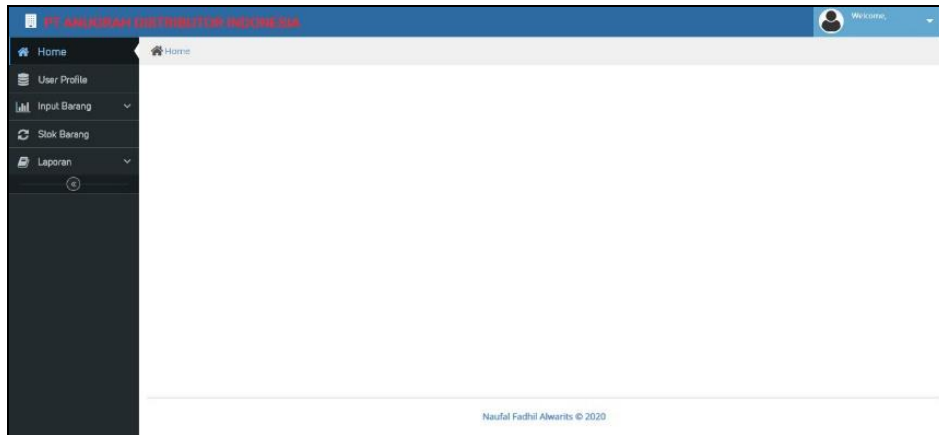 PT ANUGRAH DISTRIBUTOR INDONESIA
Welcome,
Home
Home
User Profile
Input Barang
Stok Barang
Laporan
Naufal Fadhil Alwarits © 2020